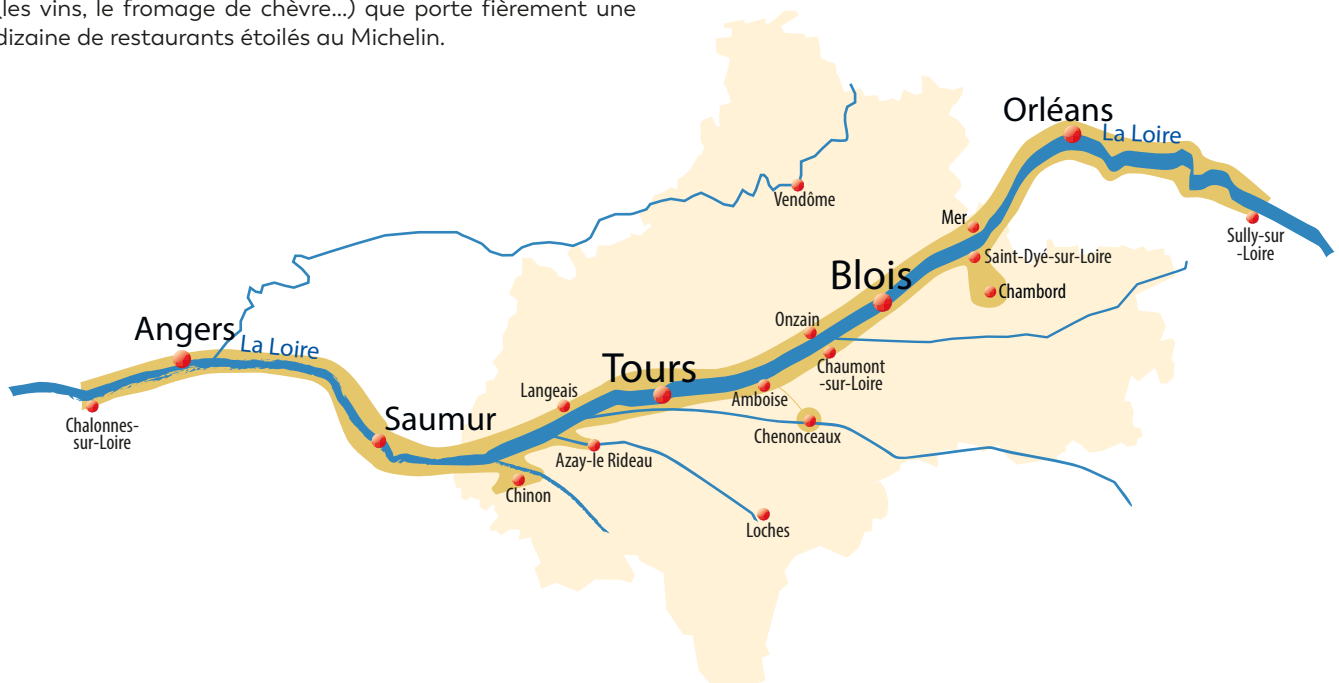 (les vins, le fromage de chèvre...) que porte fièrement une
dizaine de restaurants étoilés au Michelin.
Orléans
La Loire
Vendôme
Mer
Sully-sur
-Loire
Saint-Dyé-sur-Loire
Blois
Chambord
Onzain
Angers
La Loire
Tours
Chaumont
-sur-Loire
Langeais
Amboise
Saumur
Chalonnes-
sur-Loire
Chenonceaux
Azay-le Rideau
Chinon
Loches